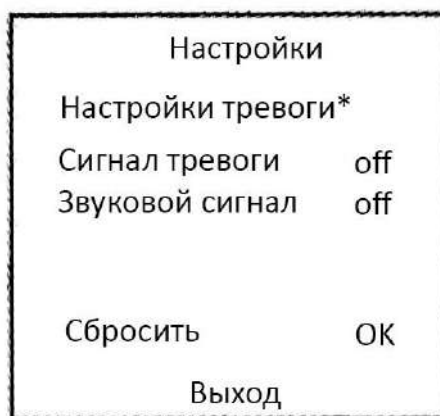 Настройки
Настройки тревоги*
Сигнал тревоги off
Звуковой сигнал off
Сбросить OK
Выход